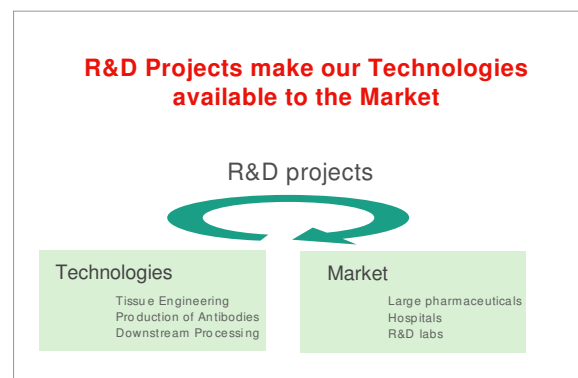 R&D Projects make our Technologies
available to the Market
R&D projects
Technologies
Tissue Engineering
Production of Antibodies
Downstream Processing
Market
Large pharmaceuticals
Hospitals
R&D labs